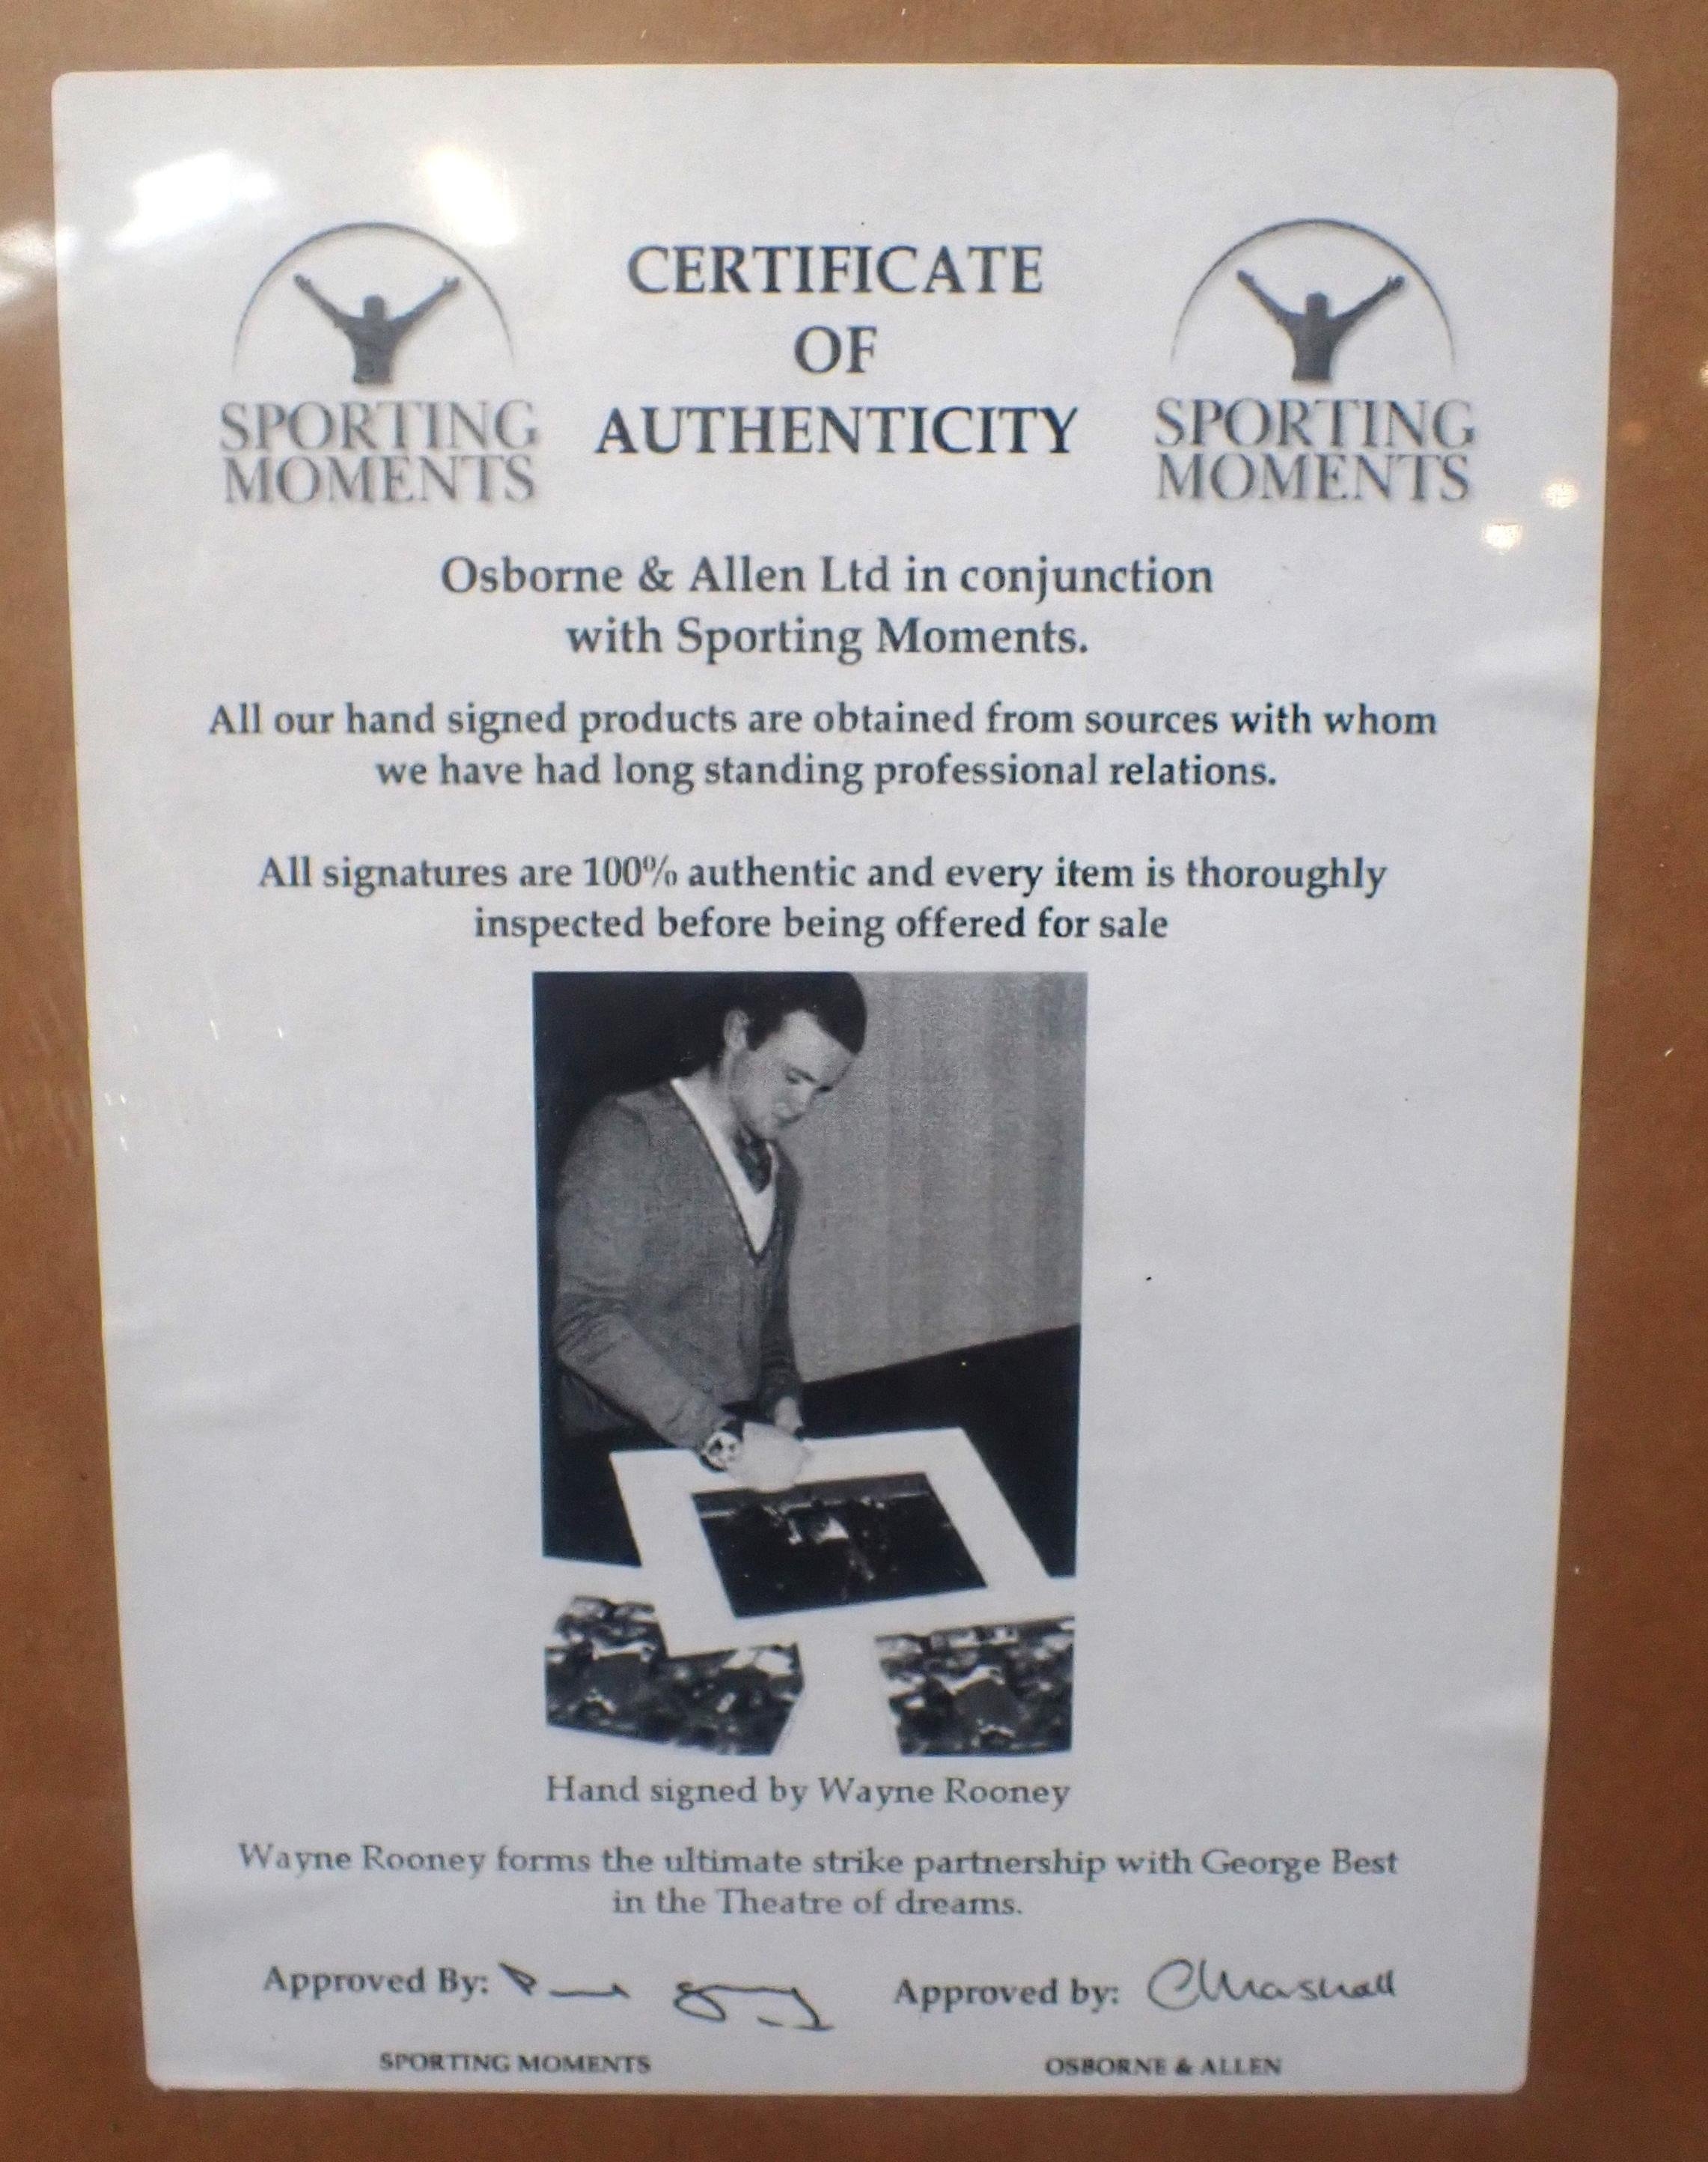 CERTIFICATE
OF
AUTHENTICITY
SPORTING
MOMENTS
SPORTING
MOMENTS
Osborne & Allen Ltd in conjunction
with Sporting Moments.
All our hand signed products are obtained from sources with whom
we have had long standing professional relations.
All signatures are 100% authentic and every item is thoroughly
inspected before being offered for sale
Hand signed by Wayne Rooney
Wayne Rooney forms the ultimate strike partnership with George Best
in the Theatre of dreams.
Approved By:
Approved by: CMarshall
SPORTING MOMENTS
OSBORNE & ALLEN